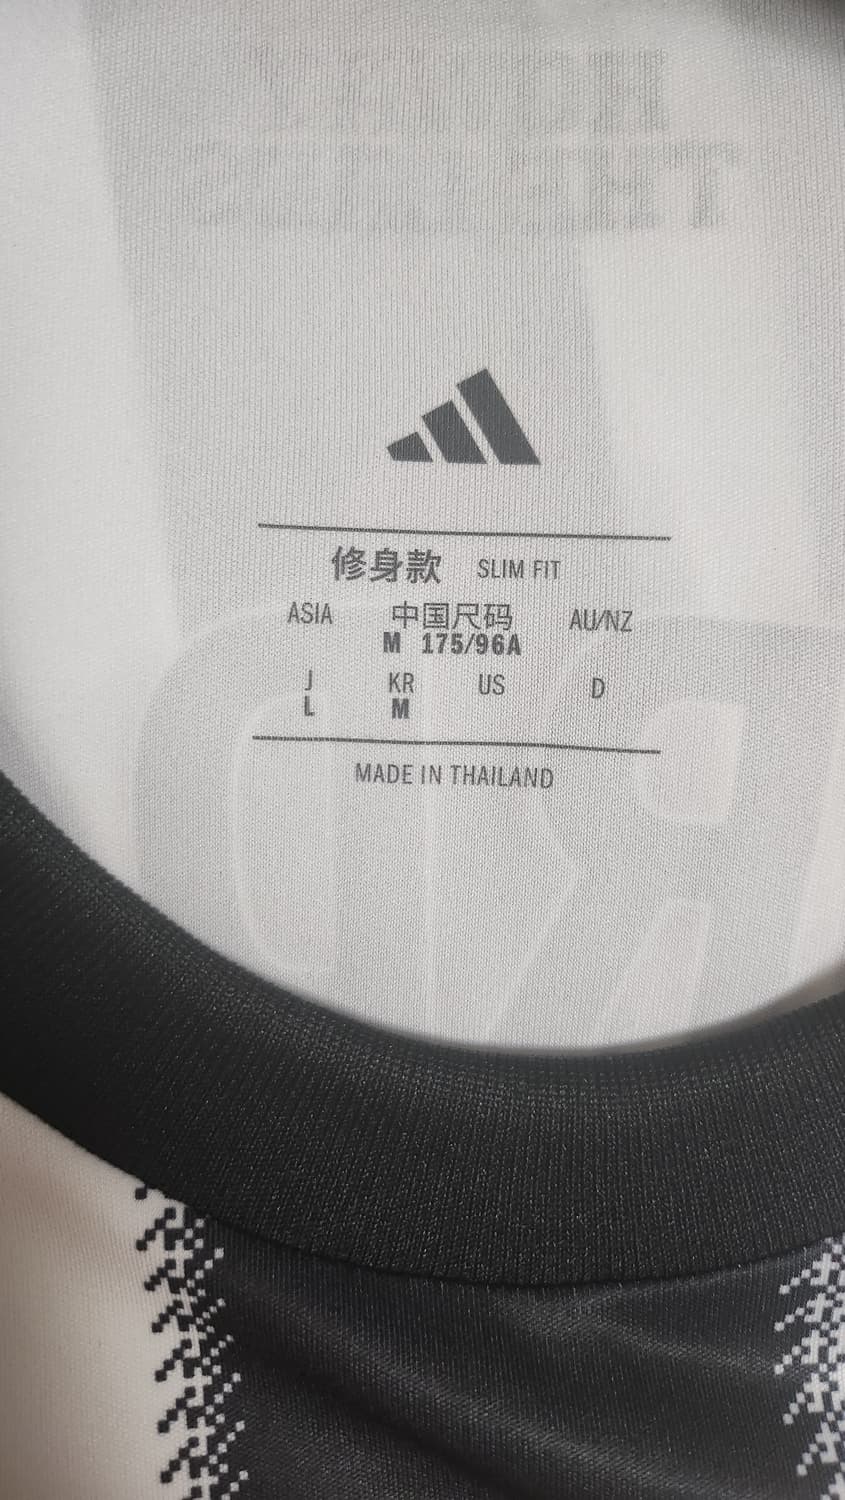 修身款 SLIM FIT
ASIA 中国尺码 AU/NZ
M 175/96A
J KR US D
L M
MADE IN THAILAND